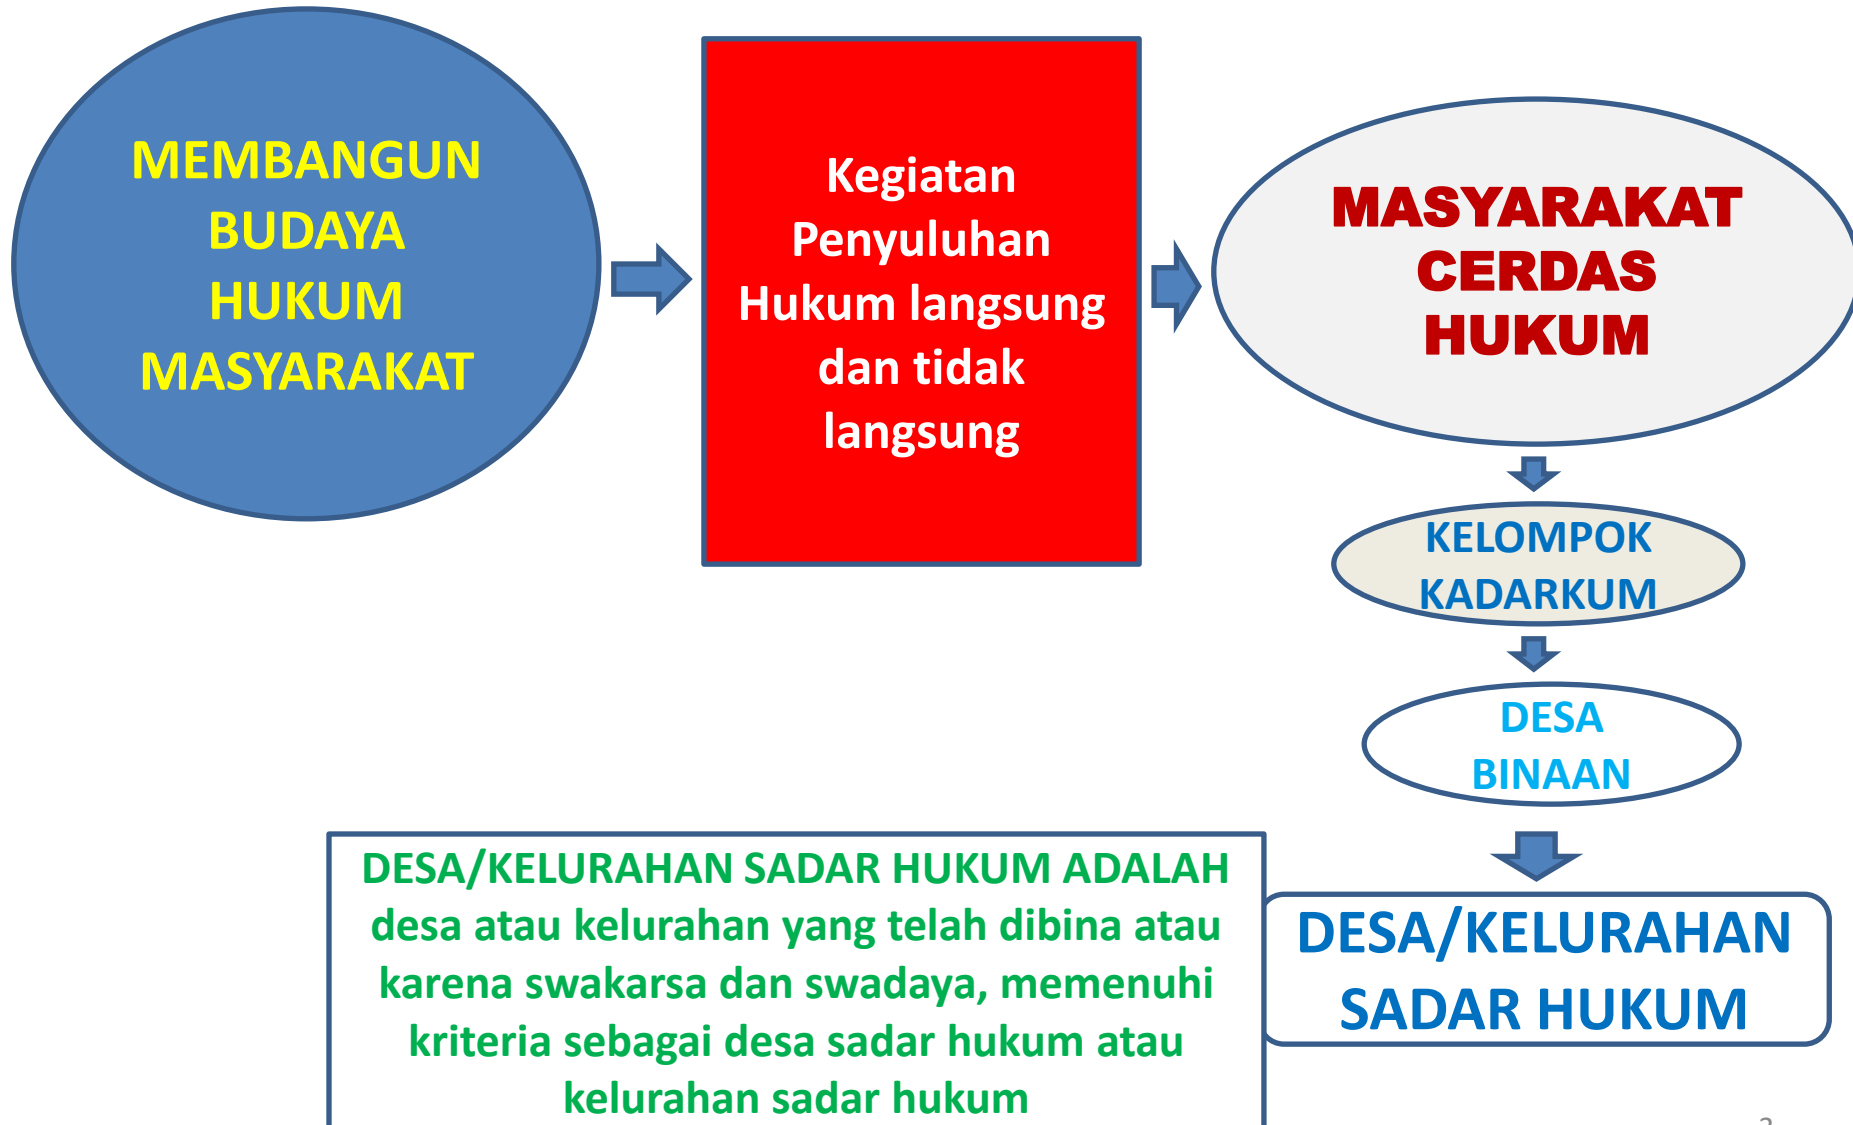 MEMBANGUN
BUDAYA
HUKUM
MASYARAKAT
Kegiatan
Penyuluhan
Hukum langsung
dan tidak
langsung
MASYARAKAT
CERDAS
HUKUM
KELOMPOK
KADARKUM
DESA
BINAAN
DESA/KELURAHAN
SADAR HUKUM
DESA/KELURAHAN SADAR HUKUM ADALAH
desa atau kelurahan yang telah dibina atau
karena swakarsa dan swadaya, memenuhi
kriteria sebagai desa sadar hukum atau
kelurahan sadar hukum